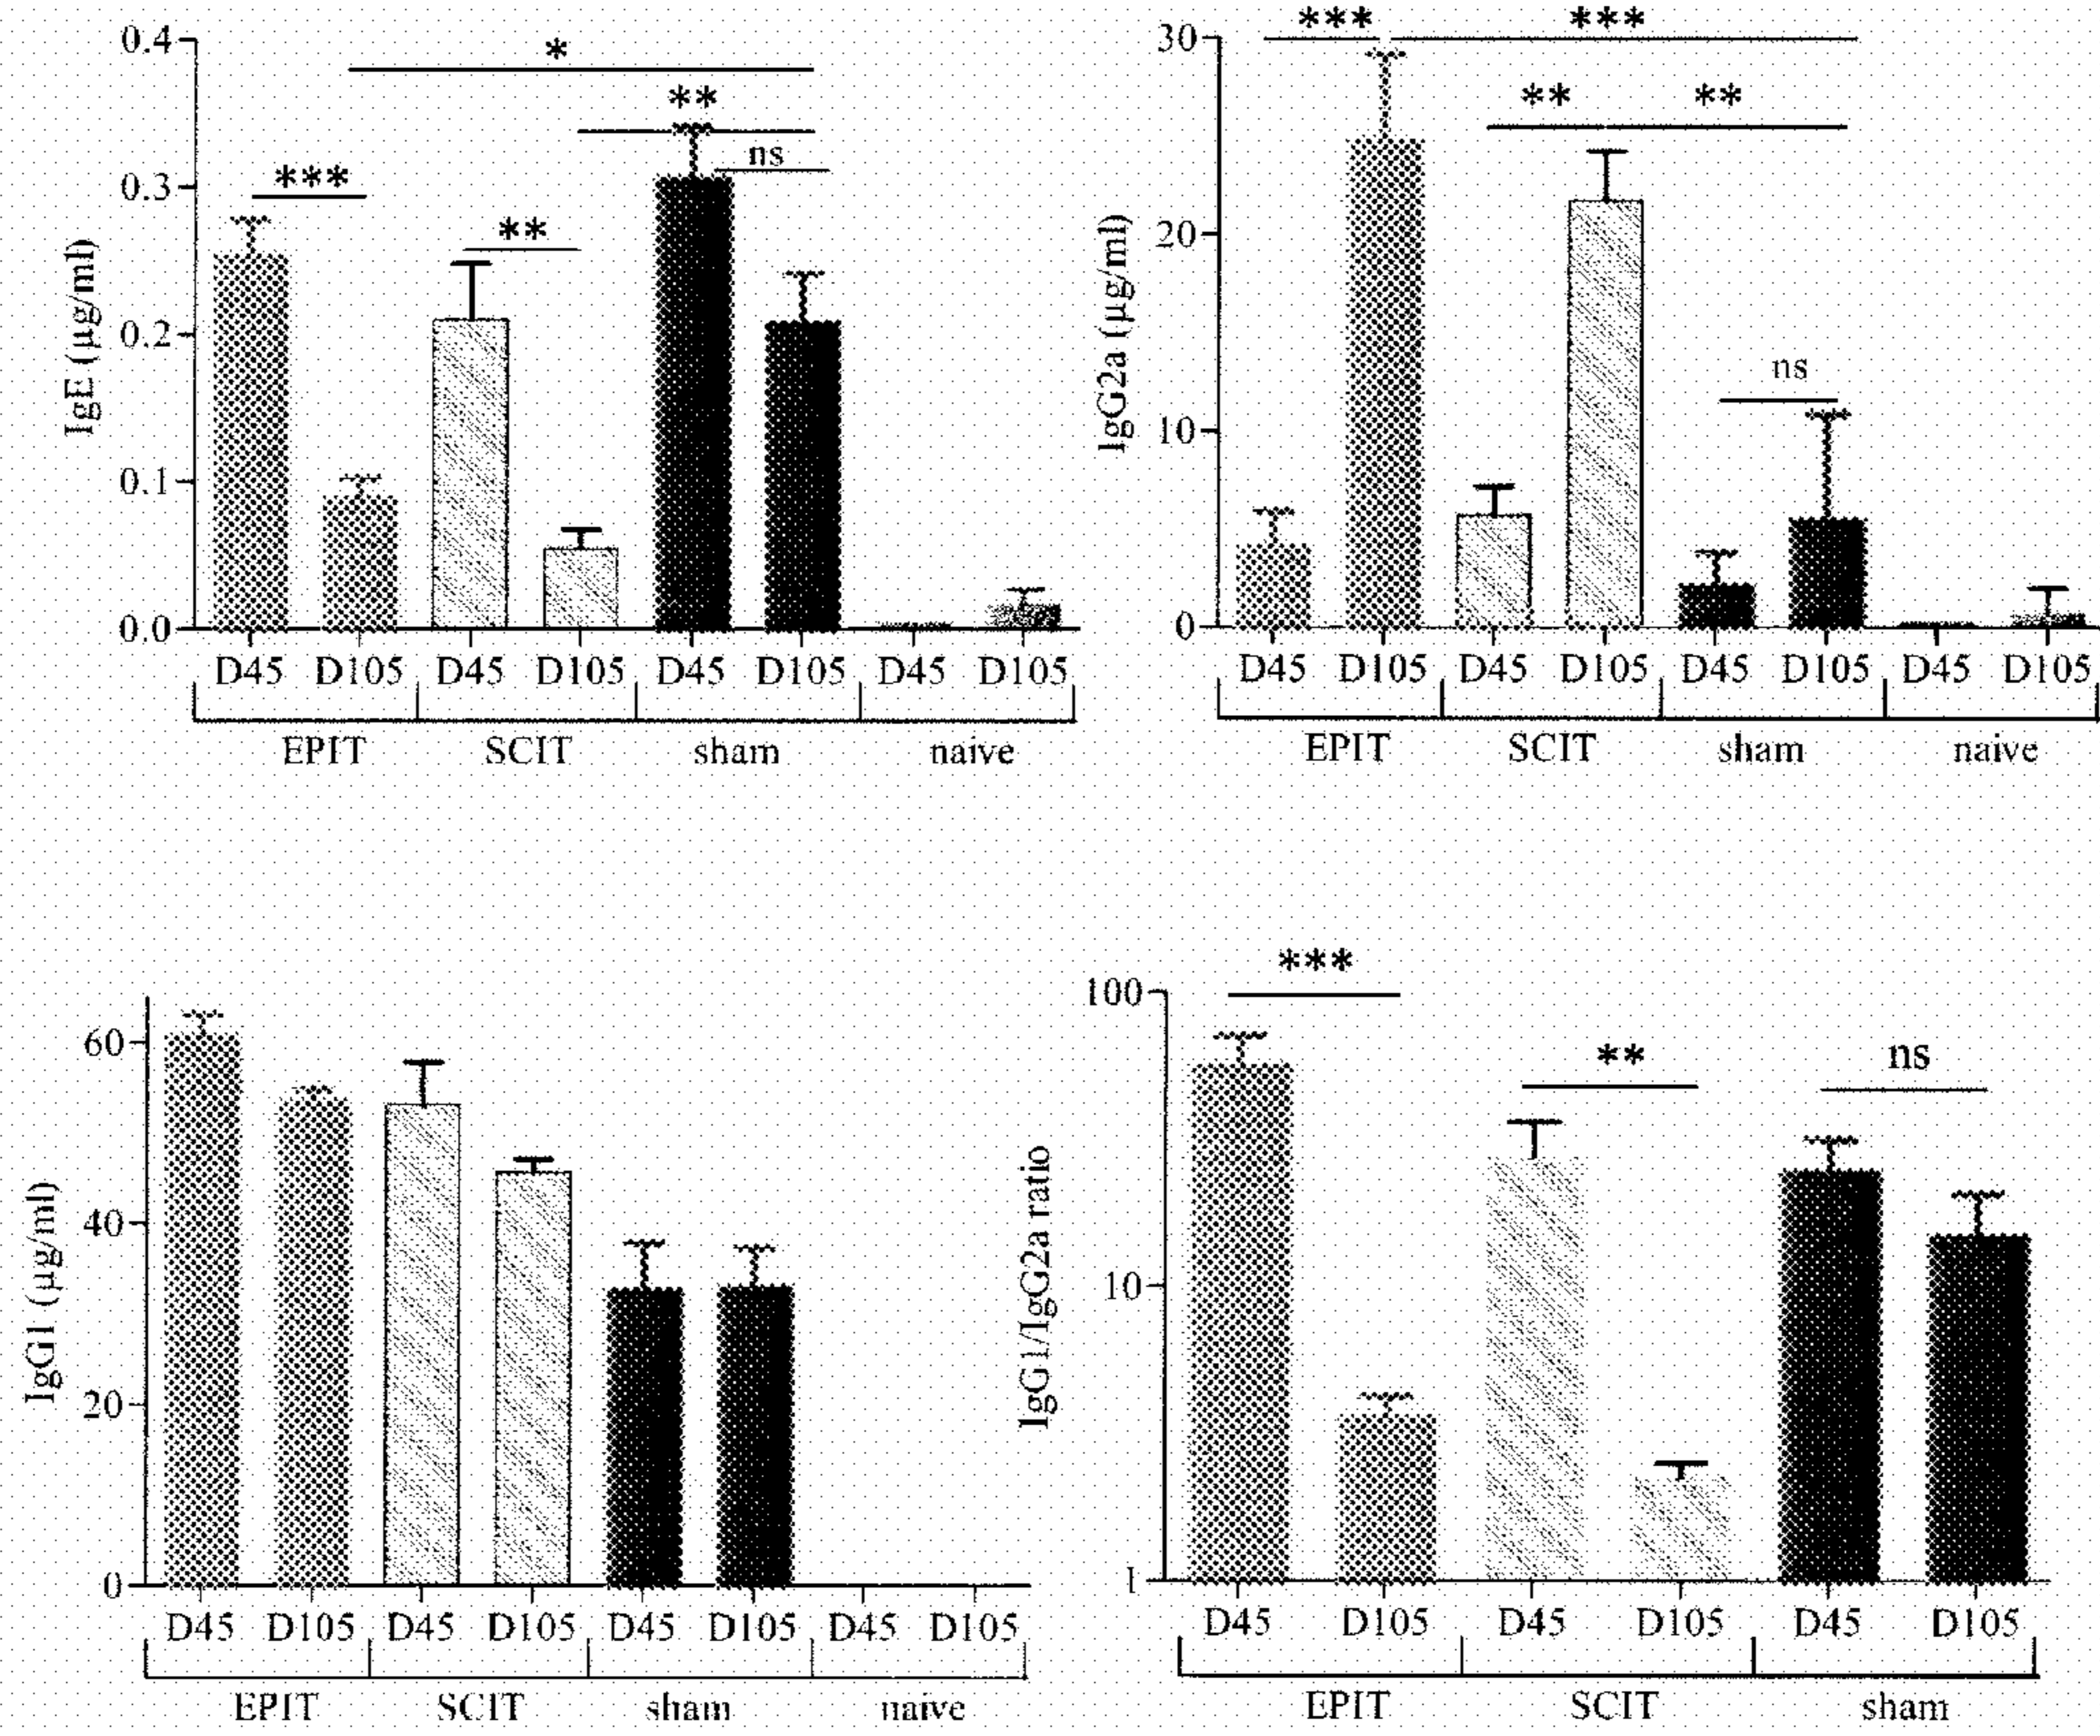 IgE (µg/ml)
0.4
0.3
0.2
0.1
0.0
*
**
ns
***
**
D45 D105 D45 D105 D45 D105 D45 D105
EPIT SCIT sham naive
IgG2a (µg/ml)
30
20
10
0
*** ***
** **
ns
D45 D105 D45 D105 D45 D105 D45 D105
EPIT SCIT sham naive
IgG1 (µg/ml)
60
40
20
0
D45 D105 D45 D105 D45 D105 D45 D105
EPIT SCIT sham naive
IgG1/IgG2a ratio
100
10
1
***
**
ns
D45 D105 D45 D105 D45 D105
EPIT SCIT sham